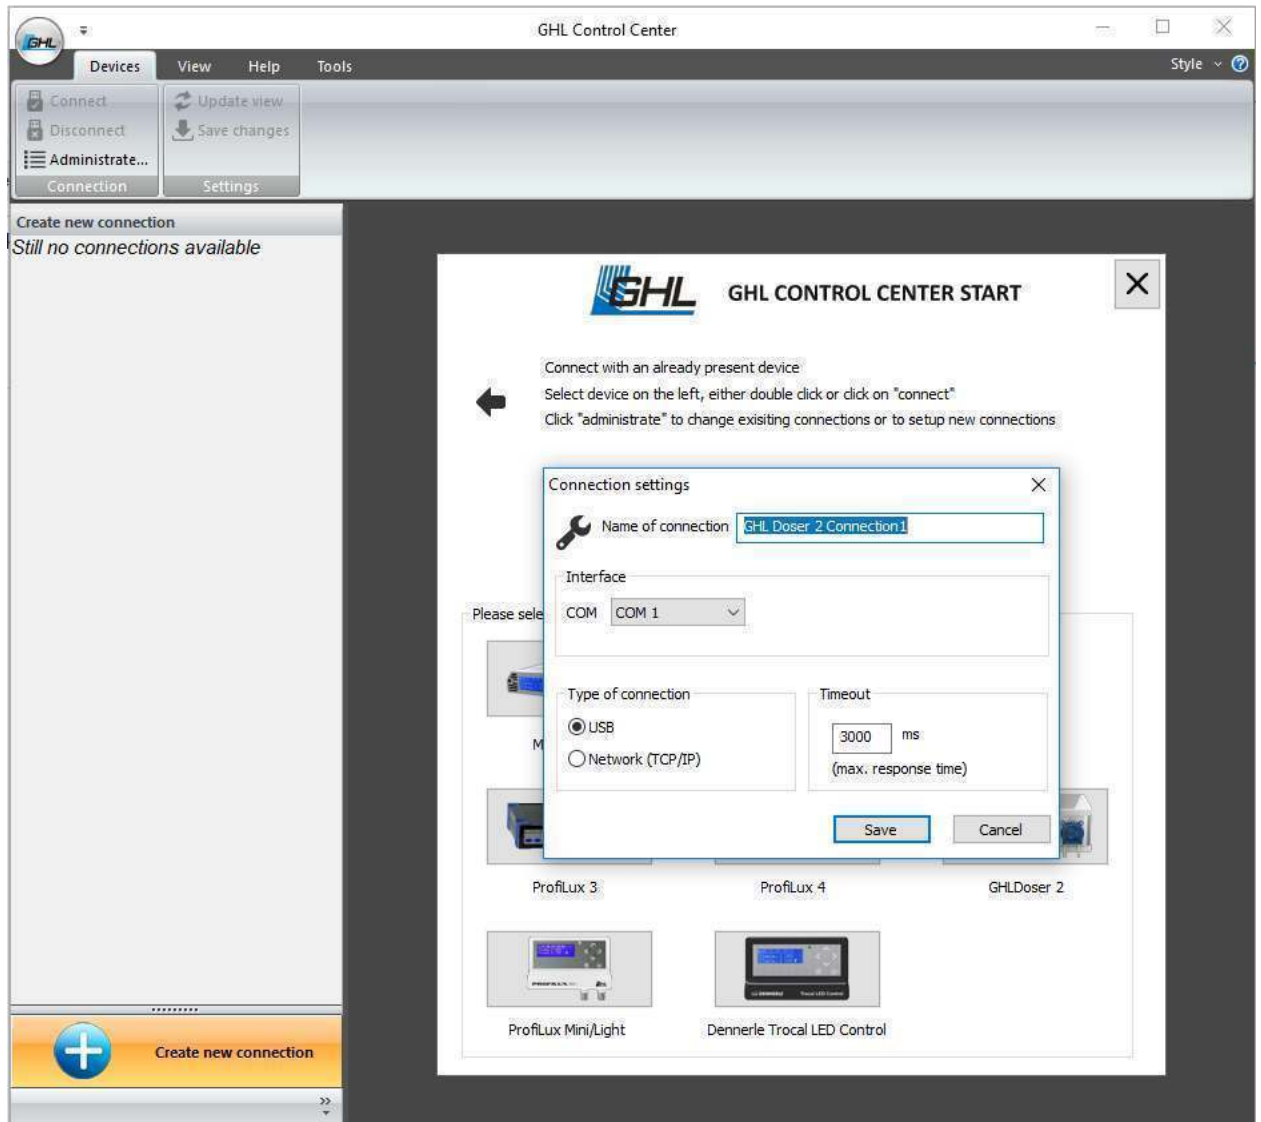 GHL Control Center
GHL
Devices View Help Tools Style
Connect
Disconnect
Administrate...
Connection
Update view
Save changes
Settings
Create new connection
Still no connections available
GHL GHL CONTROL CENTER START
Connect with an already present device
Select device on the left, either double click or click on "connect"
Click "administrate" to change exisiting connections or to setup new connections
Connection settings
Name of connection GHL Doser 2 Connection1
Interface
COM COM 1
Please sele
Type of connection
USB
Network (TCP/IP)
Timeout
3000 ms
(max. response time)
M
Save Cancel
ProfiLux 3 ProfiLux 4 GHLDoser 2
ProfiLux Mini/Light Dennerle Trocal LED Control
Create new connection